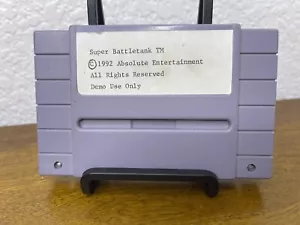 Super Battletank TM
©1992 Absolute Entertainment
All Rights Reserved
Demo Use Only